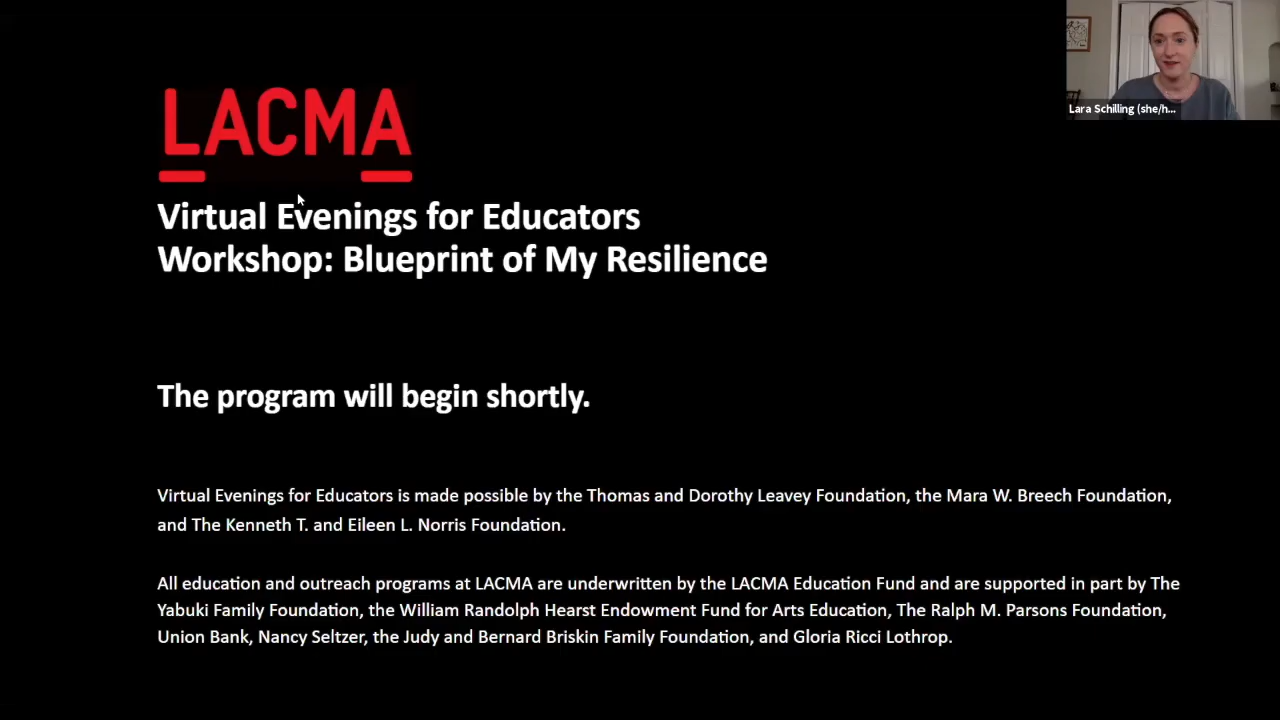 LACMA
Lara Schilling (she/h...
Virtual Evenings for Educators
Workshop: Blueprint of My Resilience
The program will begin shortly.
Virtual Evenings for Educators is made possible by the Thomas and Dorothy Leavey Foundation, the Mara W. Breech Foundation,
and The Kenneth T. and Eileen L. Norris Foundation.
All education and outreach programs at LACMA are underwritten by the LACMA Education Fund and are supported in part by The
Yabuki Family Foundation, the William Randolph Hearst Endowment Fund for Arts Education, The Ralph M. Parsons Foundation,
Union Bank, Nancy Seltzer, the Judy and Bernard Briskin Family Foundation, and Gloria Ricci Lothrop.